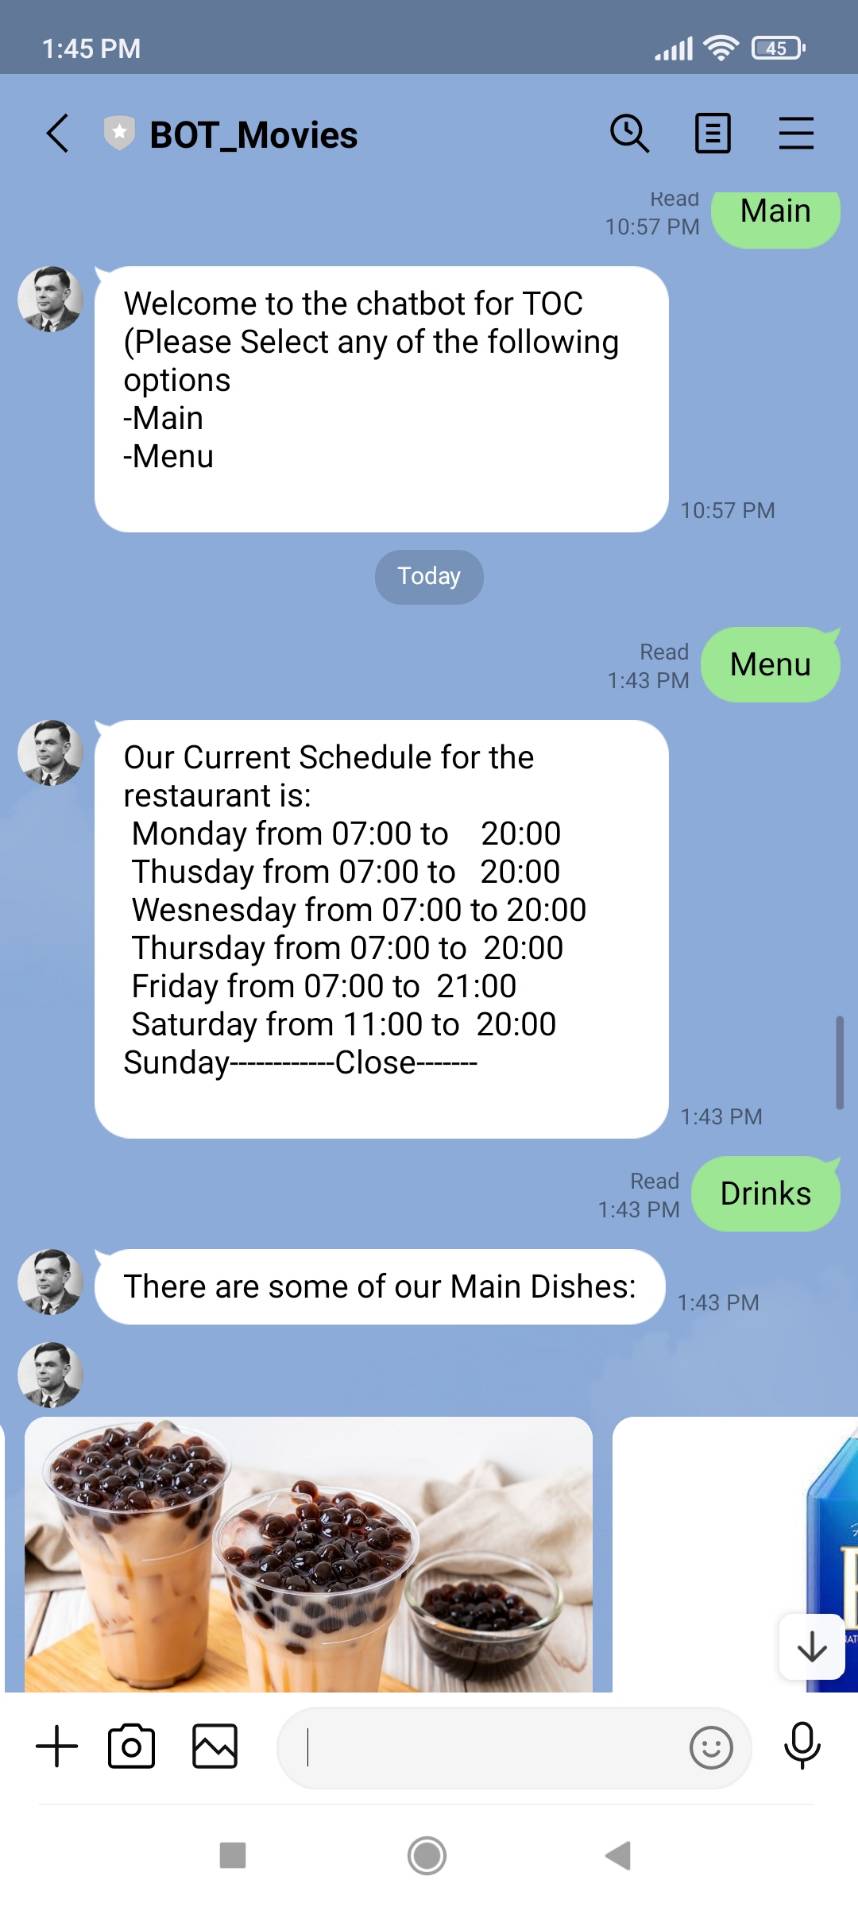 1:45 PM
45
BOT_Movies
Read
10:57 PM
Main
Welcome to the chatbot for TOC
(Please Select any of the following
options
-Main
-Menu
10:57 PM
Today
Read
1:43 PM
Menu
Our Current Schedule for the
restaurant is:
Monday from 07:00 to    20:00
Thusday from 07:00 to   20:00
Wesnesday from 07:00 to 20:00
Thursday from 07:00 to  20:00
Friday from 07:00 to  21:00
Saturday from 11:00 to  20:00
Sunday------------Close-------
1:43 PM
Read
1:43 PM
Drinks
There are some of our Main Dishes:
1:43 PM